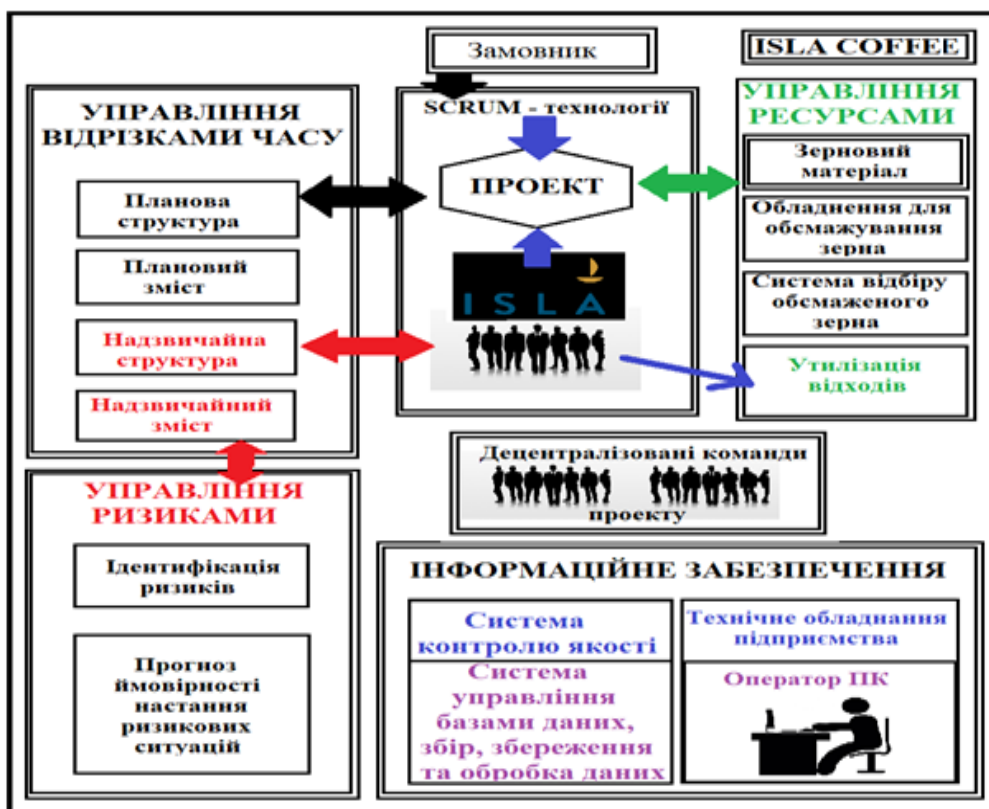 Замовник
ISLA COFFEE
УПРАВЛІННЯ
ВІДРІЗКАМИ ЧАСУ
Планова
структура
Плановий
зміст
Надзвичайна
структура
Надзвичайний
зміст
SCRUM - технології
ПРОЕКТ
ISLA
УПРАВЛІННЯ
РЕСУРСАМИ
Зерновий
матеріал
Обладнення для
обсмажування
зерна
Система відбіру
обсмаженого
зерна
Утилізація
відходів
УПРАВЛІННЯ
РИЗИКАМИ
Ідентифікація
ризиків
Прогноз
ймовірності
настання
ризикових
ситуацій
Децентралізовані команди
проекту
ІНФОРМАЦІЙНЕ ЗАБЕЗПЕЧЕННЯ
Система
контролю якості
Система
управління
базами даних,
збір, збереження
та обробка даних
Технічне обладнання
підприємства
Оператор ПК